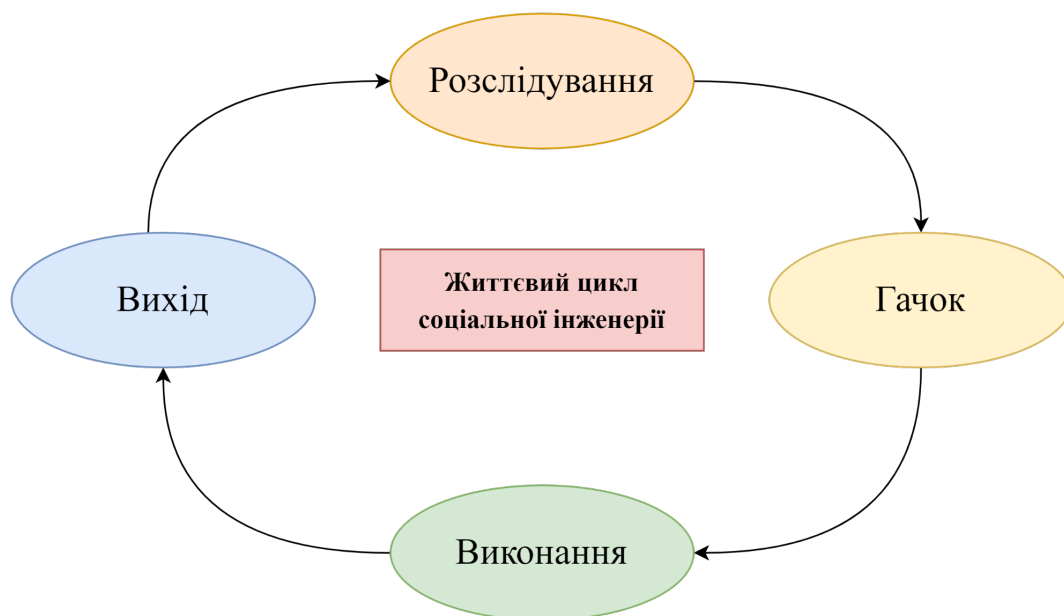 Розслідування
Вихід
Життєвий цикл
соціальної інженерії
Гачок
Виконання